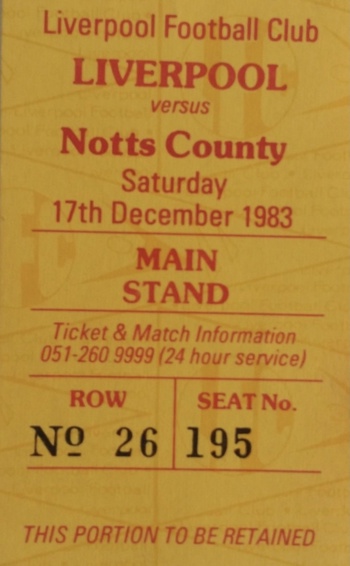 Liverpool Football Club
LIVERPOOL
versus
Notts County
Saturday
17th December 1983
MAIN
STAND
Ticket & Match Information
051-260 9999 (24 hour service)
ROW SEAT No.
Nº 26 195
THIS PORTION TO BE RETAINED